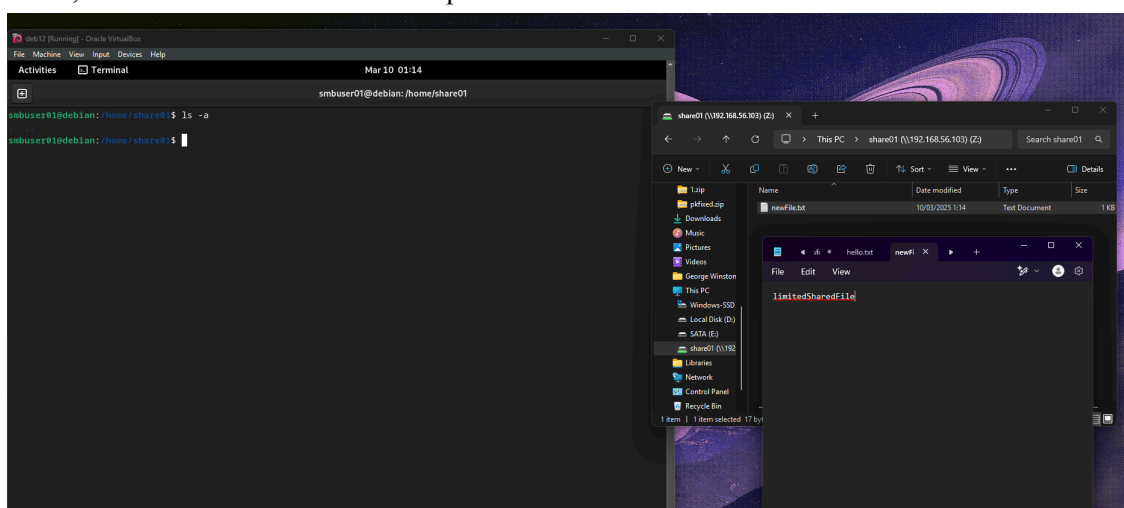 deb12 [Running] - Oracle VirtualBox
File Machine View Input Devices Help
Activities Terminal Mar 10 01:14
smbuser01@debian: /home/share01
smbuser01@debian:/home/share01$ ls -a
. ..
smbuser01@debian:/home/share01$
share01 (\\192.168.56.103) (Z:)
This PC > share01 (\\192.168.56.103) (Z:) Search share01
New Sort View ... Details
1.zip
pkfixed.zip
Downloads
Music
Pictures
Videos
George Winston
This PC
Windows-SSD
Local Disk (D:)
SATA (E:)
share01 (\\192
Libraries
Network
Control Panel
Recycle Bin
Name Date modified Type Size
newFile.txt 10/03/2025 1:14 Text Document 1 KB
1 item | 1 item selected 17 byt
hello.txt newFi
File Edit View
limitedSharedFile